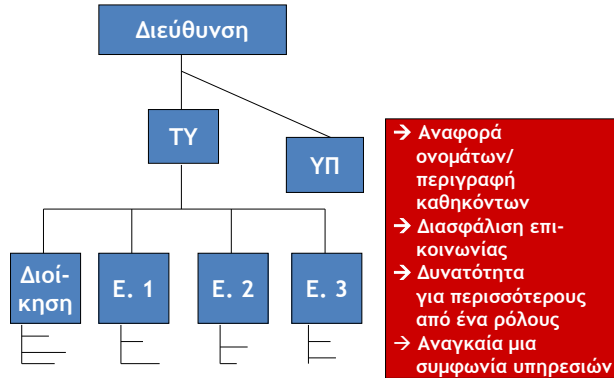 Διεύθυνση
ΤΥ
ΥΠ
Διοί-
κηση
Ε. 1
Ε. 2
Ε. 3
→ Αναφορά
ονομάτων/
περιγραφή
καθηκόντων
→ Διασφάλιση επι-
κοινωνίας
→ Δυνατότητα
για περισσότερους
από ένα ρόλους
→ Αναγκαία μια
συμφωνία υπηρεσιών